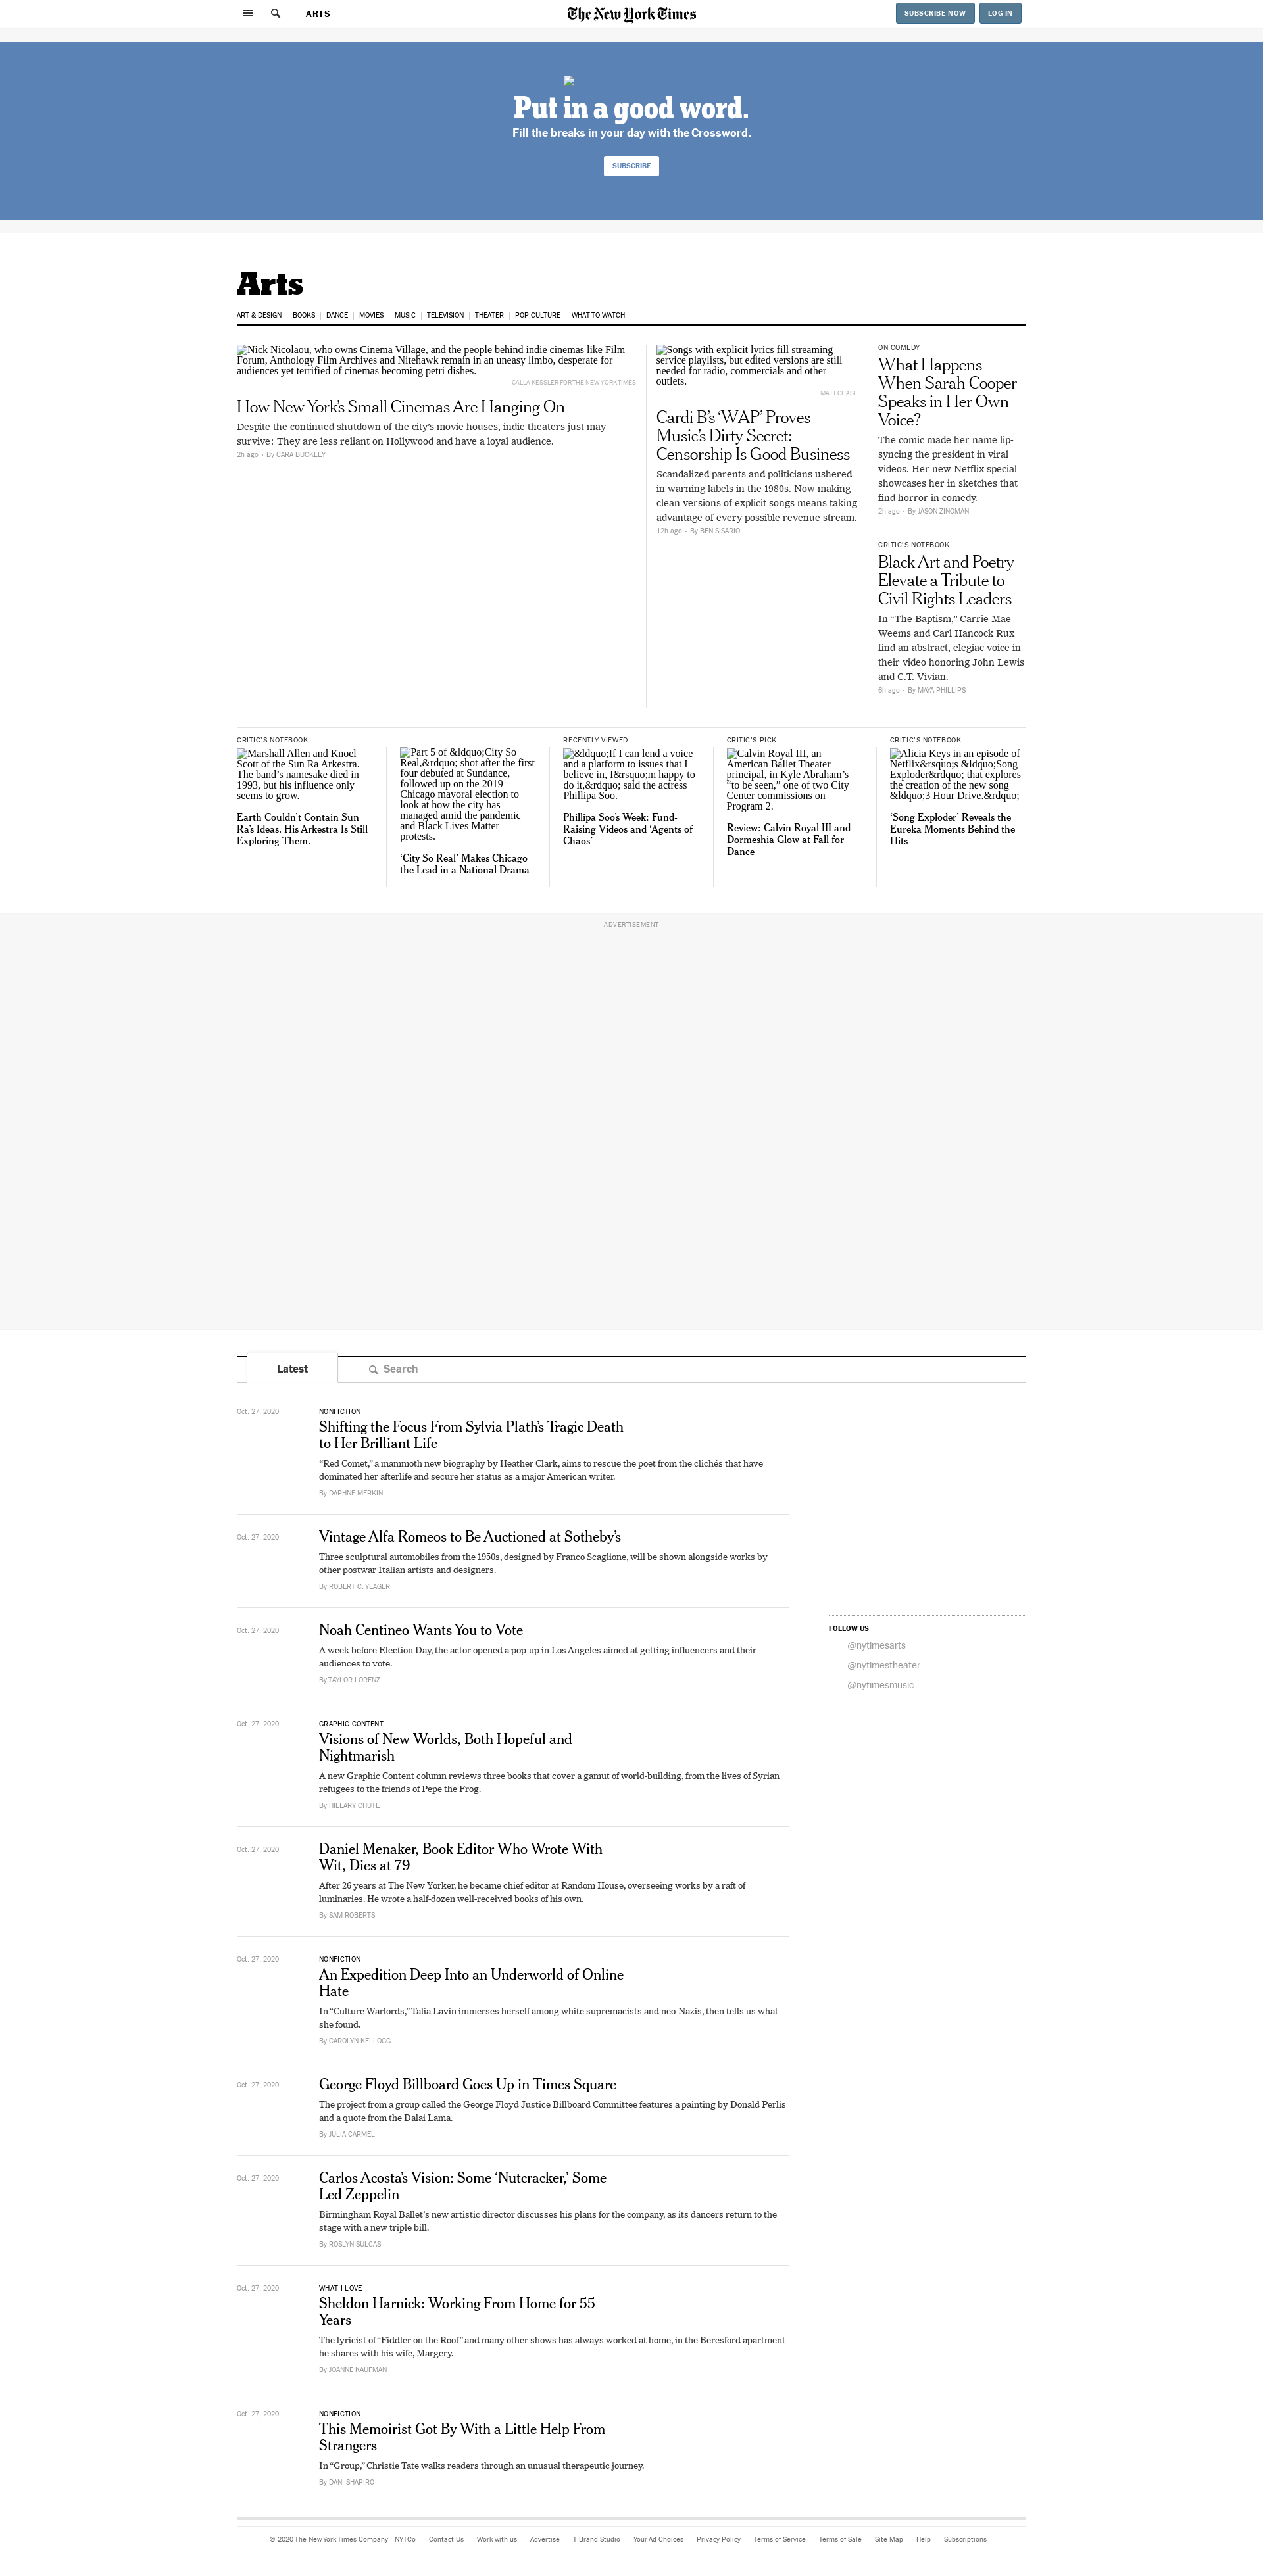 ARTS
The New York Times
SUBSCRIBE NOW
LOG IN
Put in a good word.
Fill the breaks in your day with the Crossword.
SUBSCRIBE
Arts
ART & DESIGN
BOOKS
DANCE
MOVIES
MUSIC
TELEVISION
THEATER
POP CULTURE
WHAT TO WATCH
Nick Nicolaou, who owns Cinema Village, and the people behind indie cinemas like Film
Forum, Anthology Film Archives and Nitehawk remain in an uneasy limbo, desperate for
audiences yet terrified of cinemas becoming petri dishes.
CALLA KESSLER FOR THE NEW YORK TIMES
How New York’s Small Cinemas Are Hanging On
Despite the continued shutdown of the city’s movie houses, indie theaters just may
survive: They are less reliant on Hollywood and have a loyal audience.
2h ago • By CARA BUCKLEY
Songs with explicit lyrics fill streaming
service playlists, but edited versions are still
needed for radio, commercials and other
outlets.
MATT CHASE
Cardi B’s ‘WAP’ Proves
Music’s Dirty Secret:
Censorship Is Good Business
Scandalized parents and politicians ushered
in warning labels in the 1980s. Now making
clean versions of explicit songs means taking
advantage of every possible revenue stream.
12h ago • By BEN SISARIO
ON COMEDY
What Happens
When Sarah Cooper
Speaks in Her Own
Voice?
The comic made her name lip-
syncing the president in viral
videos. Her new Netflix special
showcases her in sketches that
find horror in comedy.
2h ago • By JASON ZINOMAN
CRITIC’S NOTEBOOK
Black Art and Poetry
Elevate a Tribute to
Civil Rights Leaders
In “The Baptism,” Carrie Mae
Weems and Carl Hancock Rux
find an abstract, elegiac voice in
their video honoring John Lewis
and C.T. Vivian.
6h ago • By MAYA PHILLIPS
CRITIC’S NOTEBOOK
Marshall Allen and Knoel
Scott of the Sun Ra Arkestra.
The band’s namesake died in
1993, but his influence only
seems to grow.
Earth Couldn’t Contain Sun
Ra’s Ideas. His Arkestra Is Still
Exploring Them.
Part 5 of &ldquo;City So
Real,&rdquo; shot after the first
four debuted at Sundance,
followed up on the 2019
Chicago mayoral election to
look at how the city has
managed amid the pandemic
and Black Lives Matter
protests.
‘City So Real’ Makes Chicago
the Lead in a National Drama
RECENTLY VIEWED
&ldquo;If I can lend a voice
and a platform to issues that I
believe in, I&rsquo;m happy to
do it,&rdquo; said the actress
Phillipa Soo.
Phillipa Soo’s Week: Fund-
Raising Videos and ‘Agents of
Chaos’
CRITIC’S PICK
Calvin Royal III, an
American Ballet Theater
principal, in Kyle Abraham’s
“to be seen,” one of two City
Center commissions on
Program 2.
Review: Calvin Royal III and
Dormeshia Glow at Fall for
Dance
CRITIC’S NOTEBOOK
Alicia Keys in an episode of
Netflix&rsquo;s &ldquo;Song
Exploder&rdquo; that explores
the creation of the new song
&ldquo;3 Hour Drive.&rdquo;
‘Song Exploder’ Reveals the
Eureka Moments Behind the
Hits
ADVERTISEMENT
Latest
Search
Oct. 27, 2020
NONFICTION
Shifting the Focus From Sylvia Plath’s Tragic Death
to Her Brilliant Life
“Red Comet,” a mammoth new biography by Heather Clark, aims to rescue the poet from the clichés that have
dominated her afterlife and secure her status as a major American writer.
By DAPHNE MERKIN
Oct. 27, 2020
Vintage Alfa Romeos to Be Auctioned at Sotheby’s
Three sculptural automobiles from the 1950s, designed by Franco Scaglione, will be shown alongside works by
other postwar Italian artists and designers.
By ROBERT C. YEAGER
Oct. 27, 2020
Noah Centineo Wants You to Vote
A week before Election Day, the actor opened a pop-up in Los Angeles aimed at getting influencers and their
audiences to vote.
By TAYLOR LORENZ
FOLLOW US
@nytimesarts
@nytimestheater
@nytimesmusic
Oct. 27, 2020
GRAPHIC CONTENT
Visions of New Worlds, Both Hopeful and
Nightmarish
A new Graphic Content column reviews three books that cover a gamut of world-building, from the lives of Syrian
refugees to the friends of Pepe the Frog.
By HILLARY CHUTE
Oct. 27, 2020
Daniel Menaker, Book Editor Who Wrote With
Wit, Dies at 79
After 26 years at The New Yorker, he became chief editor at Random House, overseeing works by a raft of
luminaries. He wrote a half-dozen well-received books of his own.
By SAM ROBERTS
Oct. 27, 2020
NONFICTION
An Expedition Deep Into an Underworld of Online
Hate
In “Culture Warlords,” Talia Lavin immerses herself among white supremacists and neo-Nazis, then tells us what
she found.
By CAROLYN KELLOGG
Oct. 27, 2020
George Floyd Billboard Goes Up in Times Square
The project from a group called the George Floyd Justice Billboard Committee features a painting by Donald Perlis
and a quote from the Dalai Lama.
By JULIA CARMEL
Oct. 27, 2020
Carlos Acosta’s Vision: Some ‘Nutcracker,’ Some
Led Zeppelin
Birmingham Royal Ballet’s new artistic director discusses his plans for the company, as its dancers return to the
stage with a new triple bill.
By ROSLYN SULCAS
Oct. 27, 2020
WHAT I LOVE
Sheldon Harnick: Working From Home for 55
Years
The lyricist of “Fiddler on the Roof” and many other shows has always worked at home, in the Beresford apartment
he shares with his wife, Margery.
By JOANNE KAUFMAN
Oct. 27, 2020
NONFICTION
This Memoirist Got By With a Little Help From
Strangers
In “Group,” Christie Tate walks readers through an unusual therapeutic journey.
By DANI SHAPIRO
© 2020 The New York Times Company
NYTCo
Contact Us
Work with us
Advertise
T Brand Studio
Your Ad Choices
Privacy Policy
Terms of Service
Terms of Sale
Site Map
Help
Subscriptions